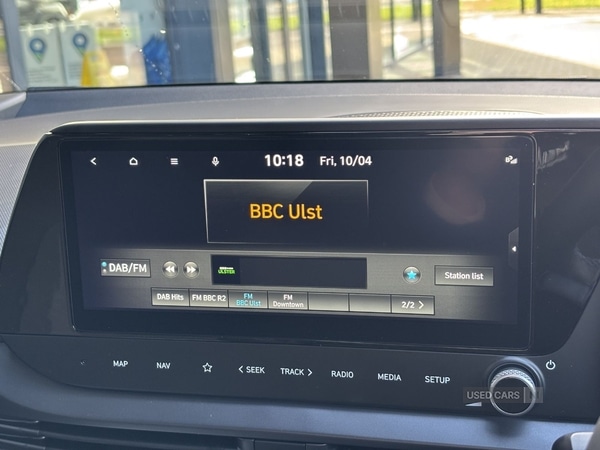 10:18 Fri, 10/04
BBC Ulst
DAB/FM
ULSTER
Station list
DAB Hits
FM BBC R2
FM
BBC Ulst
FM
Downtown
2/2 >
MAP NAV < SEEK TRACK > RADIO MEDIA SETUP
USED CARS NI